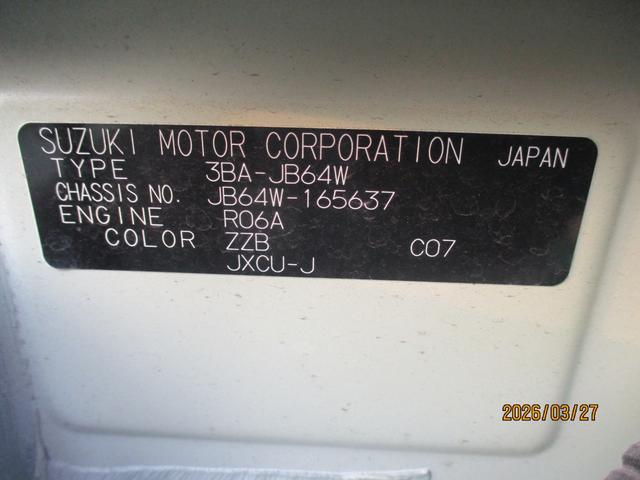 SUZUKI MOTOR CORPORATION JAPAN
TYPE 3BA-JB64W
CHASSIS NO. JB64W-165637
ENGINE R06A
COLOR ZZB C07
JXCU-J
2026/03/27